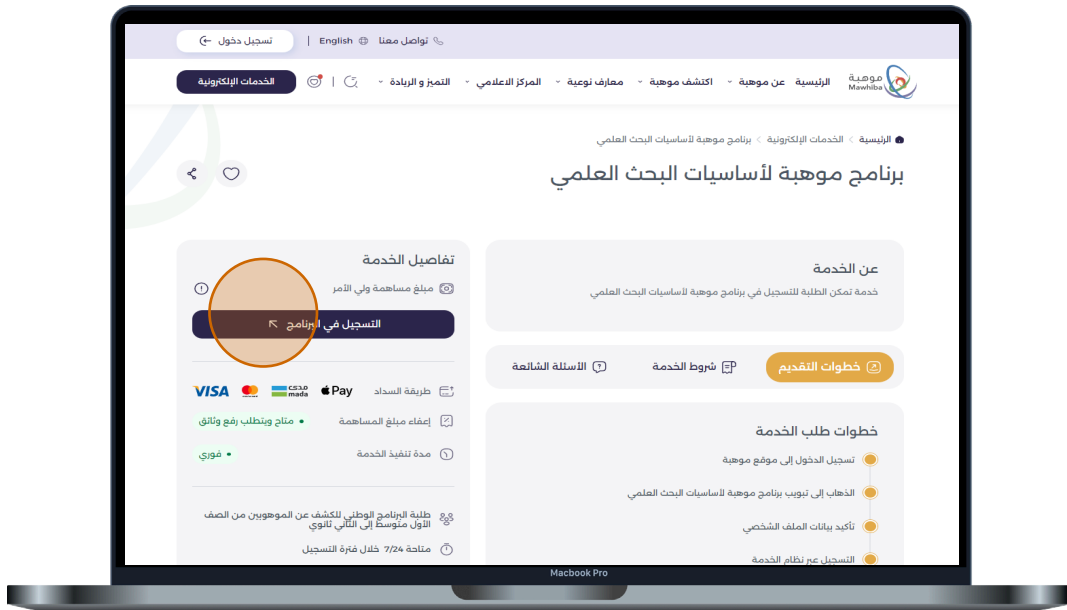 تواصل معنا
English
تسجيل دخول
موهبة
Mawhiba
الرئيسية
عن موهبة
اكتشف موهبة
معارف نوعية
المركز الاعلامي
التميز و الريادة
الخدمات الإلكترونية
الرئيسية > الخدمات الإلكترونية > برنامج موهبة لأساسيات البحث العلمي
برنامج موهبة لأساسيات البحث العلمي
عن الخدمة
خدمة تمكن الطلبة للتسجيل في برنامج موهبة لأساسيات البحث العلمي
خطوات التقديم
شروط الخدمة
الأسئلة الشائعة
خطوات طلب الخدمة
تسجيل الدخول إلى موقع موهبة
الذهاب إلى تبويب برنامج موهبة لأساسيات البحث العلمي
تأكيد بيانات الملف الشخصي
التسجيل عبر نظام الخدمة
تفاصيل الخدمة
مبلغ مساهمة ولي الأمر
التسجيل في البرنامج
طريقة السداد
Pay
مدى
mada
VISA
إعفاء مبلغ المساهمة
متاح ويتطلب رفع وثائق
مدة تنفيذ الخدمة
فوري
طلبة البرنامج الوطني للكشف عن الموهوبين من الصف
الأول متوسط إلى الثاني ثانوي
متاحة 7/24 خلال فترة التسجيل
Macbook Pro